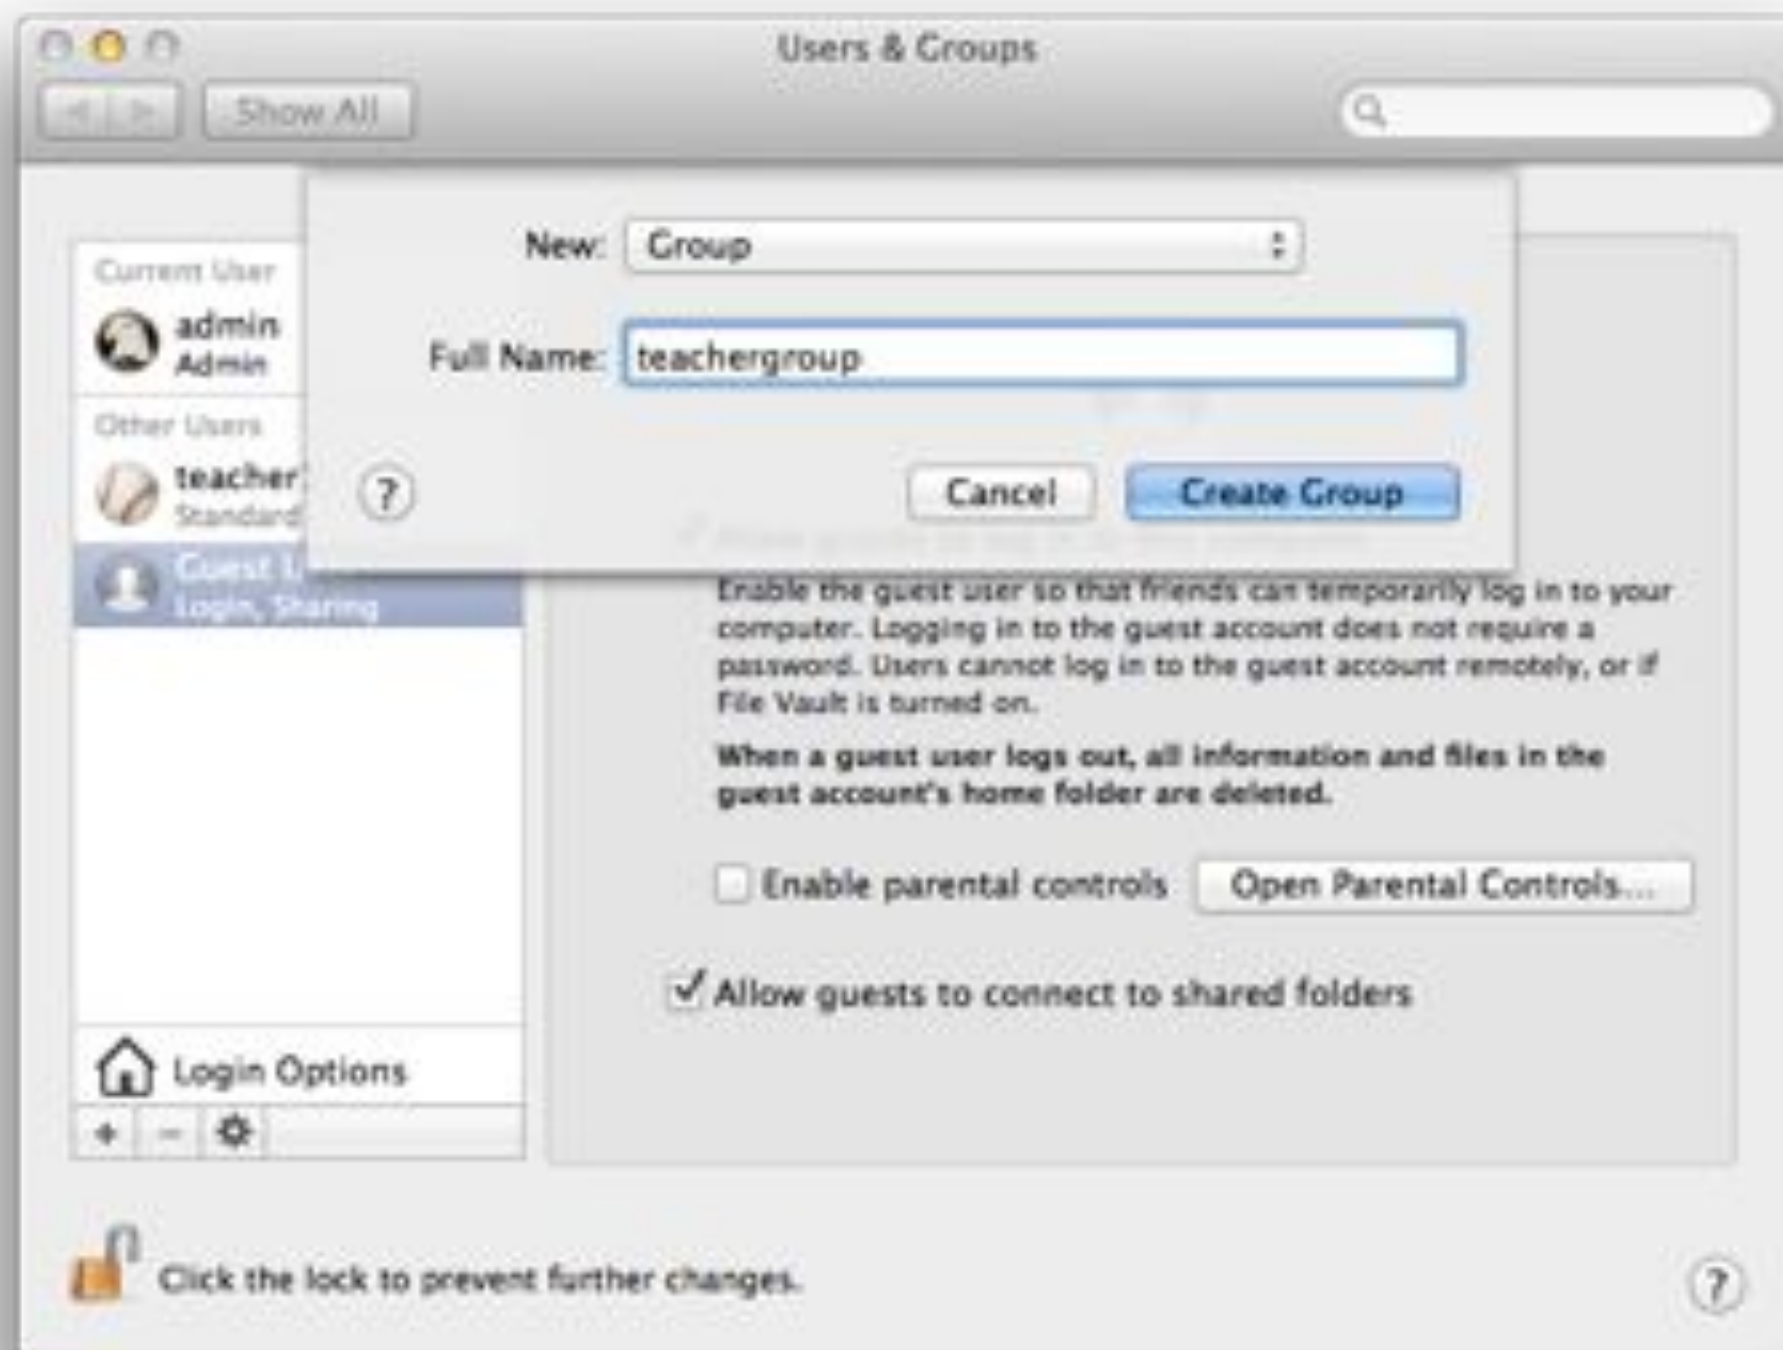 Users & Groups
Show All
New: Group
Full Name: teachergroup
Cancel
Create Group
Current User
admin
Admin
Other Users
teacher
Standard
Guest
Login, Sharing
Login Options
Enable the guest user so that friends can temporarily log in to your
computer. Logging in to the guest account does not require a
password. Users cannot log in to the guest account remotely, or if
File Vault is turned on.
When a guest user logs out, all information and files in the
guest account's home folder are deleted.
Enable parental controls
Open Parental Controls...
Allow guests to connect to shared folders
Click the lock to prevent further changes.